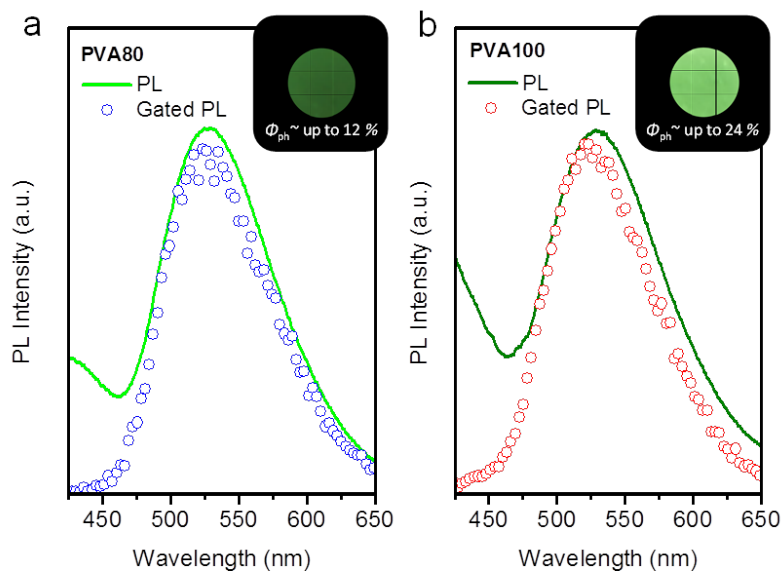 a
PVA80
PL
Gated PL
Φph~ up to 12 %
PL Intensity (a.u.)
450 500 550 600 650
Wavelength (nm)
b
PVA100
PL
Gated PL
Φph~ up to 24 %
PL Intensity (a.u.)
450 500 550 600 650
Wavelength (nm)